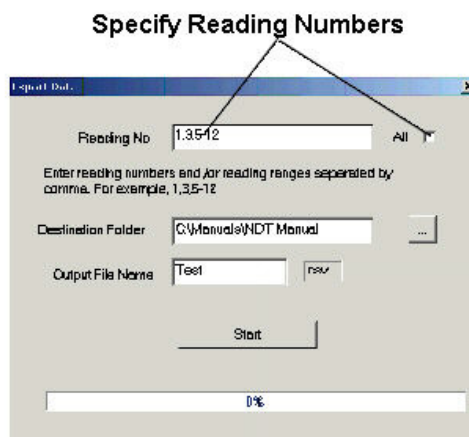 Specify Reading Numbers
Export Data
Reading No 1,3,5-12 All
Enter reading numbers and /or reading ranges seperated by
comma. For example, 1,3,5-12
Destination Folder C:\Manuals\NDT Manual ...
Output File Name Test
Start
0%